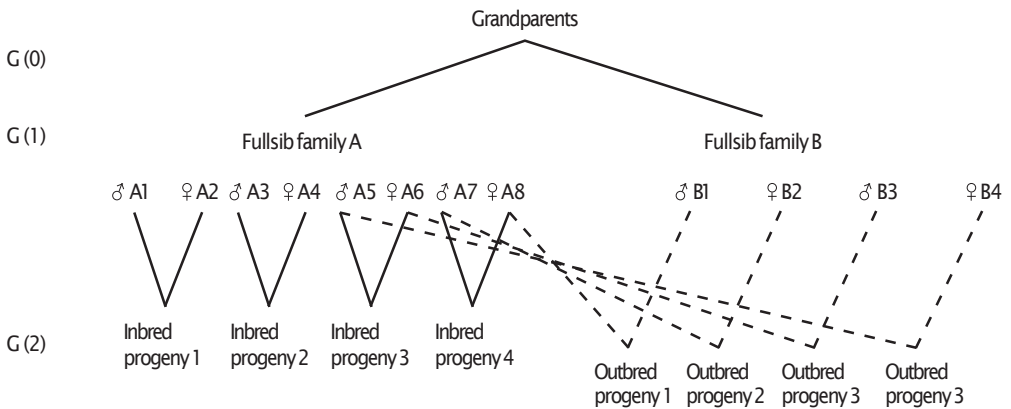 Grandparents
G (0)
G (1)
Fullsib family A
Fullsib family B
♂ A1 ♀ A2 ♂ A3 ♀ A4 ♂ A5 ♀ A6 ♂ A7 ♀ A8 ♂ B1 ♀ B2 ♂ B3 ♀ B4
G (2)
Inbred
progeny 1
Inbred
progeny 2
Inbred
progeny 3
Inbred
progeny 4
Outbred
progeny 1
Outbred
progeny 2
Outbred
progeny 3
Outbred
progeny 3